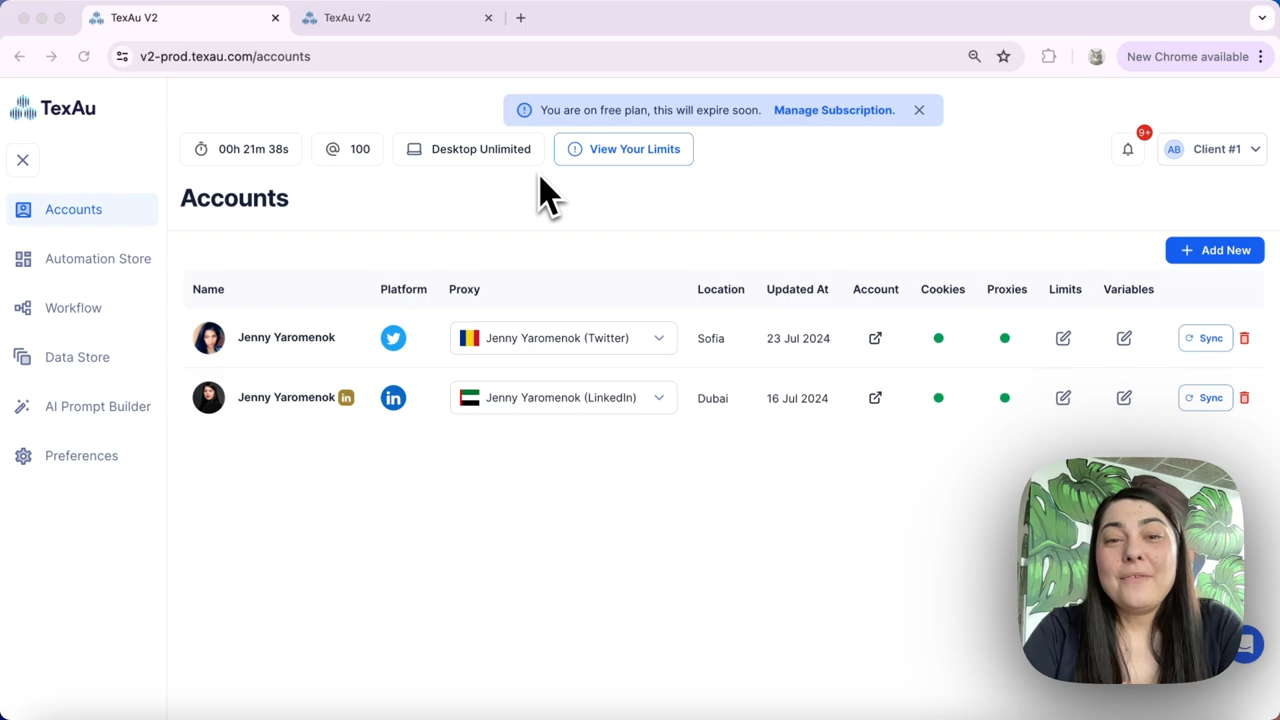 TexAu V2
TexAu V2
v2-prod.texau.com/accounts
New Chrome available
TexAu
You are on free plan, this will expire soon. Manage Subscription.
00h 21m 38s
100
Desktop Unlimited
View Your Limits
9+
AB Client #1
Accounts
Automation Store
Workflow
Data Store
AI Prompt Builder
Preferences
Accounts
Add New
Name Platform Proxy Location Updated At Account Cookies Proxies Limits Variables
Jenny Yaromenok Jenny Yaromenok (Twitter) Sofia 23 Jul 2024 Sync
Jenny Yaromenok in in Jenny Yaromenok (LinkedIn) Dubai 16 Jul 2024 Sync